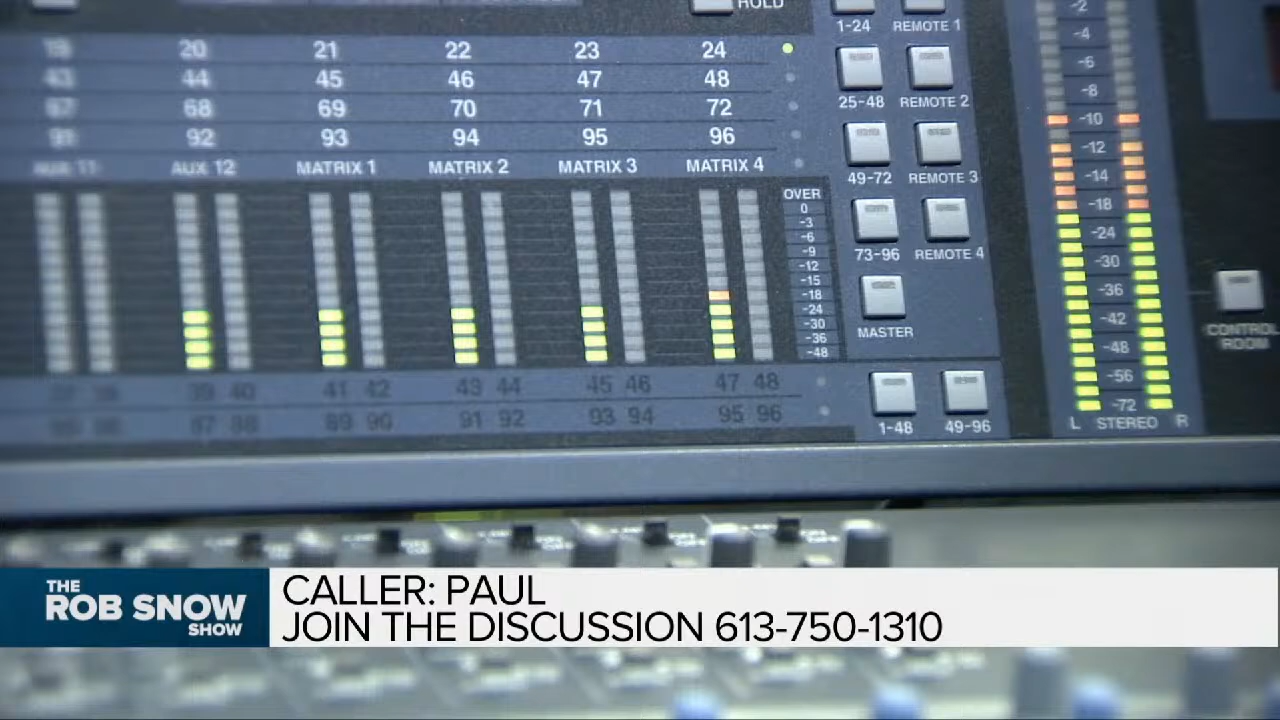 HOLD
1-24 REMOTE 1
19 20 21 22 23 24
43 44 45 46 47 48
67 68 69 70 71 72
91 92 93 94 95 96
AUX 11 AUX 12 MATRIX 1 MATRIX 2 MATRIX 3 MATRIX 4
OVER
0
-3
-6
-9
-12
-15
-18
-24
-30
-36
-48
39 40 41 42 43 44 45 46 47 48
87 88 89 90 91 92 93 94 95 96
25-48 REMOTE 2
49-72 REMOTE 3
73-96 REMOTE 4
MASTER
1-48 49-96
-2
-4
-6
-8
-10
-12
-14
-18
-24
-30
-36
-42
-48
-56
-72
L STEREO R
CONTROL
ROOM
THE
ROB SNOW
SHOW
CALLER: PAUL
JOIN THE DISCUSSION 613-750-1310